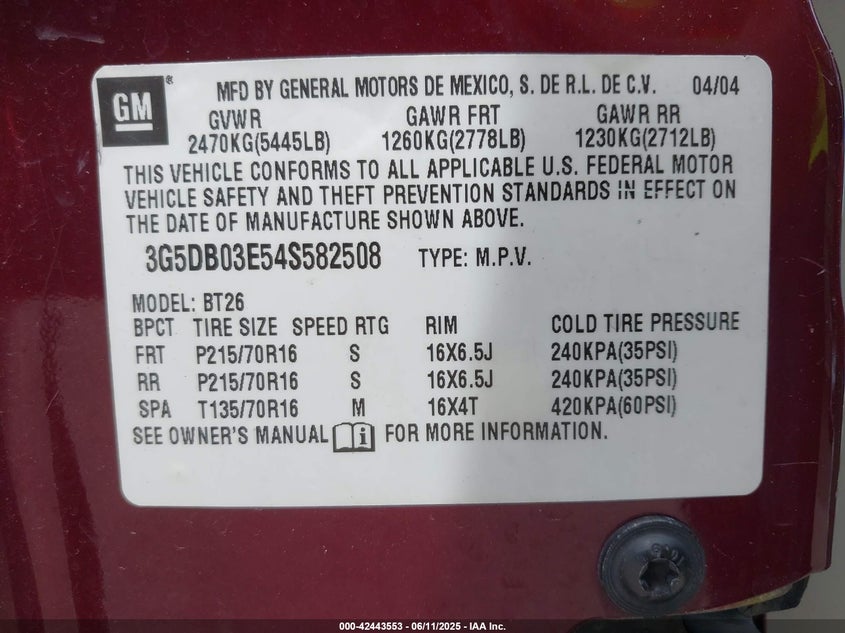 GM® MFD BY GENERAL MOTORS DE MEXICO, S. DE R.L. DE C.V. 04/04
GVWR GAWR FRT GAWR RR
2470KG(5445LB) 1260KG(2778LB) 1230KG(2712LB)
THIS VEHICLE CONFORMS TO ALL APPLICABLE U.S. FEDERAL MOTOR
VEHICLE SAFETY AND THEFT PREVENTION STANDARDS IN EFFECT ON
THE DATE OF MANUFACTURE SHOWN ABOVE.
3G5DB03E54S582508 TYPE: M.P.V.
MODEL: BT26
BPCT TIRE SIZE SPEED RTG RIM COLD TIRE PRESSURE
FRT P215/70R16 S 16X6.5J 240KPA(35PSI)
RR P215/70R16 S 16X6.5J 240KPA(35PSI)
SPA T135/70R16 M 16X4T 420KPA(60PSI)
SEE OWNER'S MANUAL i FOR MORE INFORMATION.
000-42443553 - 06/11/2025 - IAA Inc.